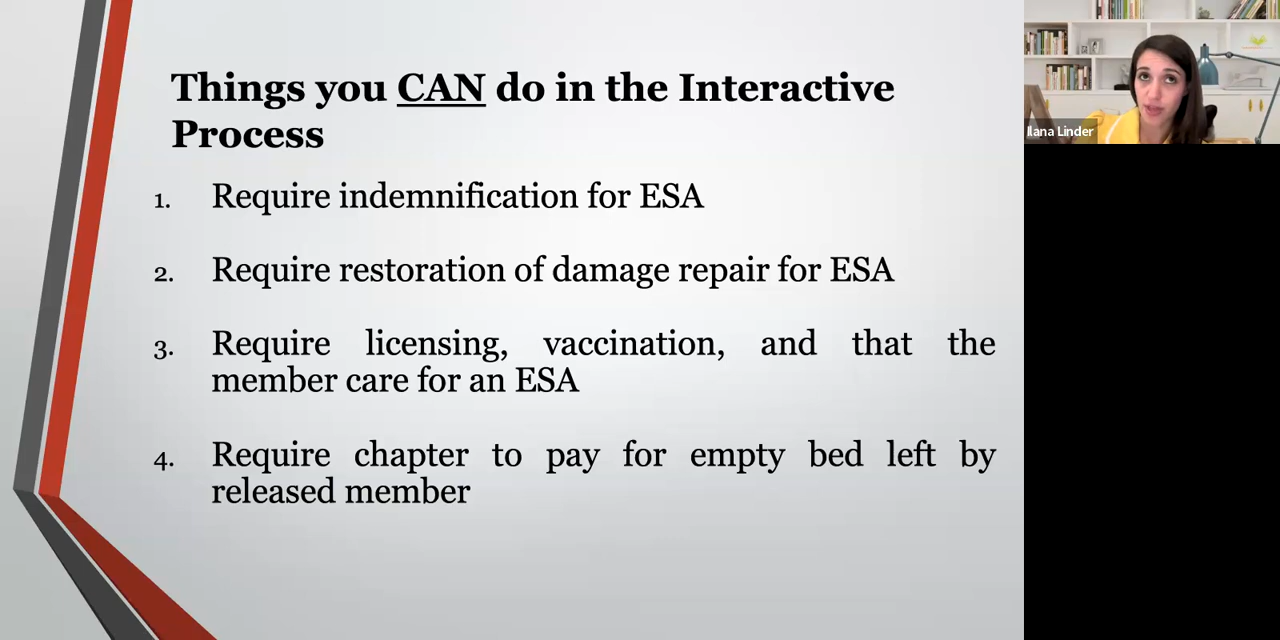 Things you CAN do in the Interactive
Process
1. Require indemnification for ESA
2. Require restoration of damage repair for ESA
3. Require licensing, vaccination, and that the
member care for an ESA
4. Require chapter to pay for empty bed left by
released member
Ilana Linder